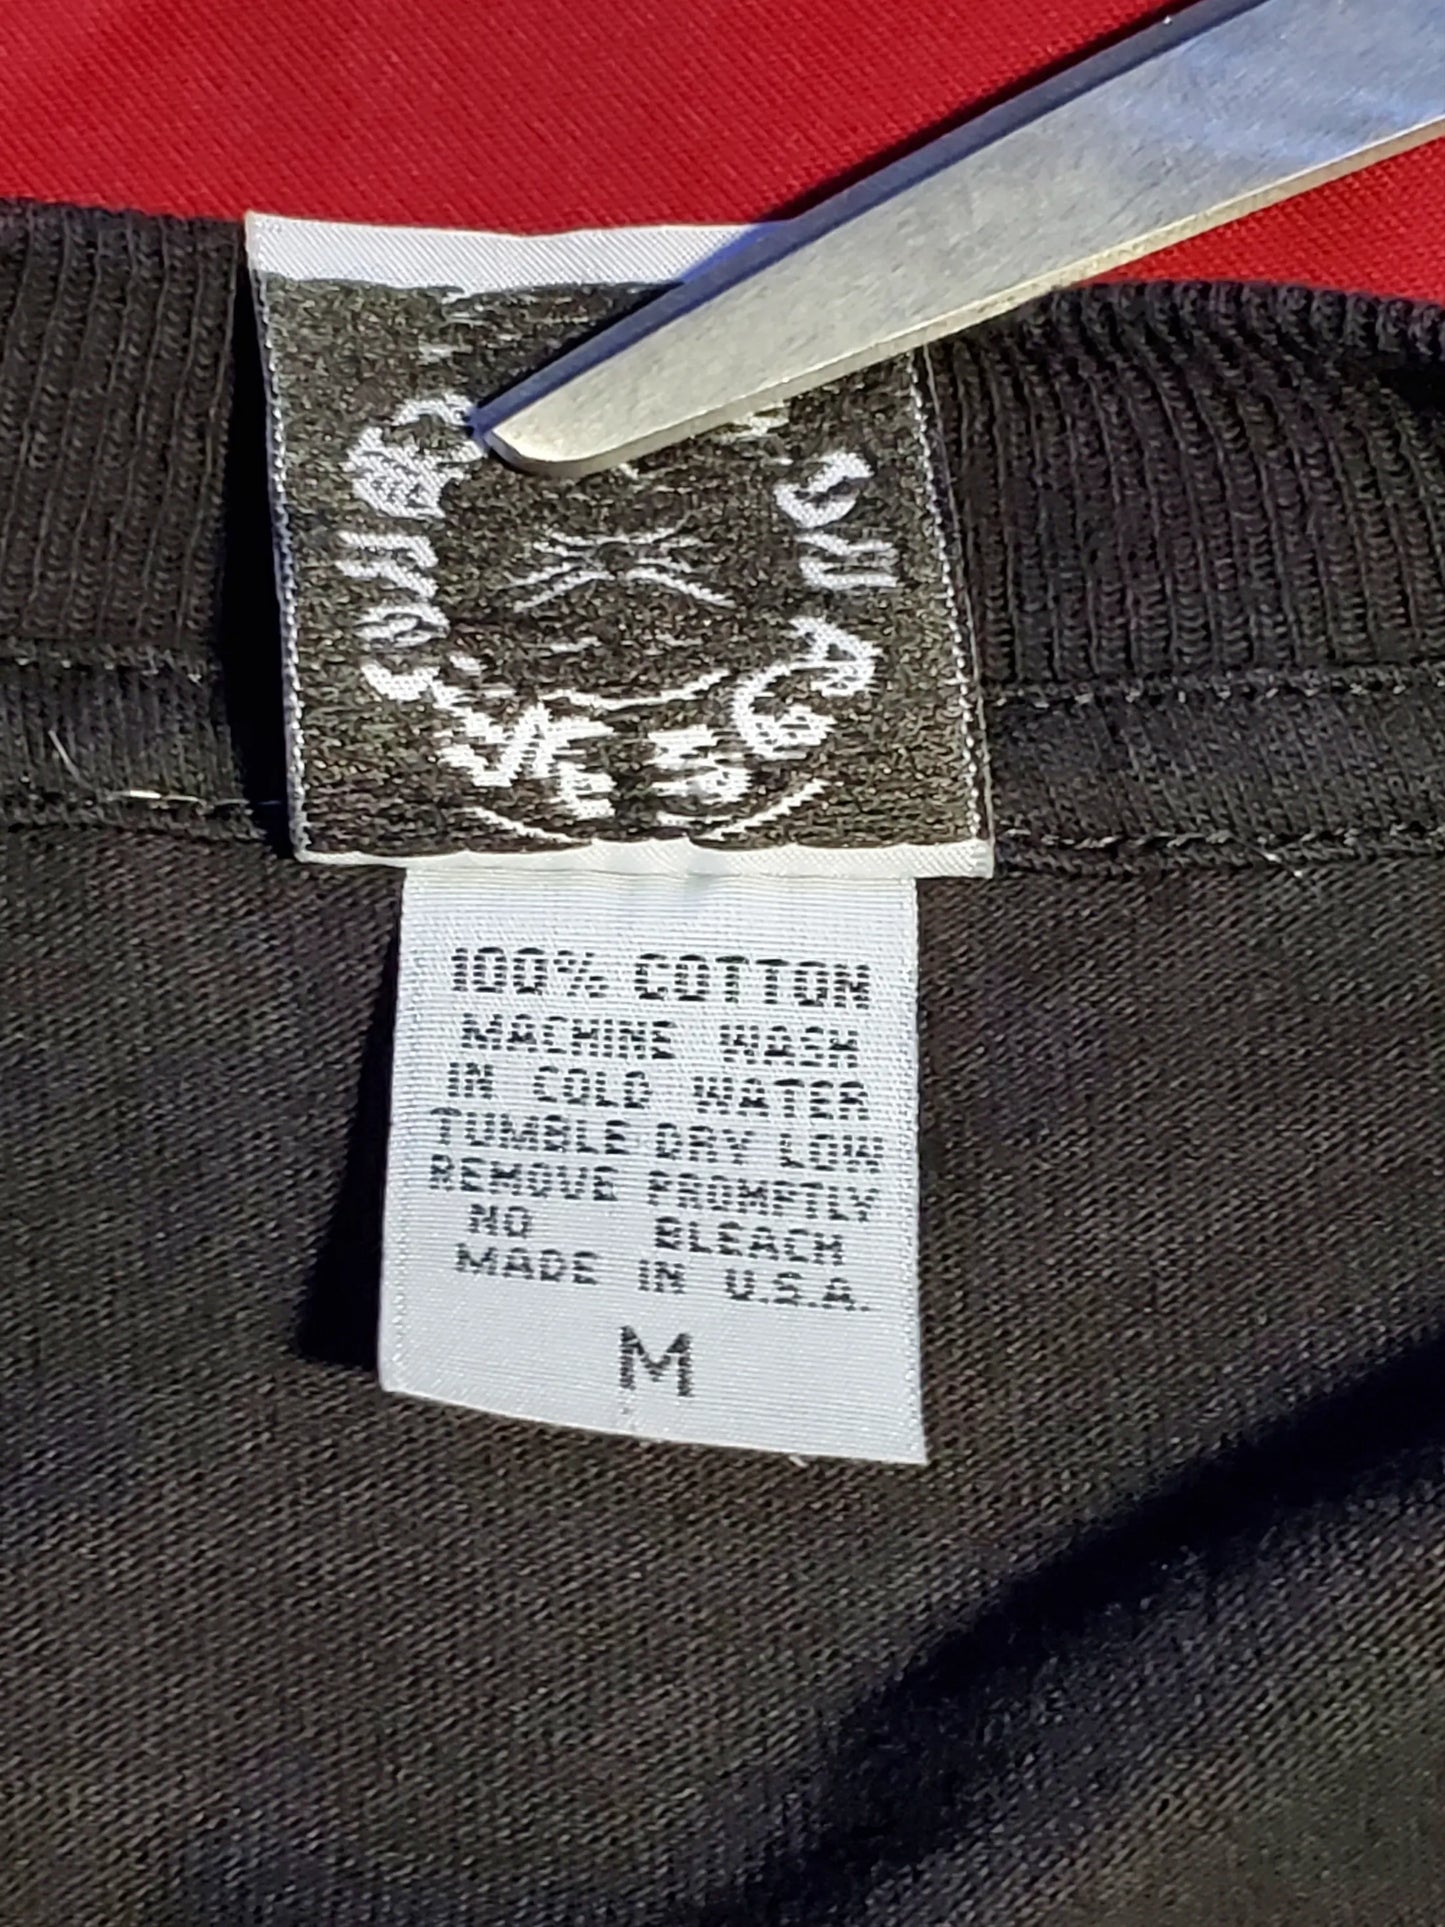 100% COTTON
MACHINE WASH
IN COLD WATER
TUMBLE DRY LOW
REMOVE PROMPTLY
NO BLEACH
MADE IN U.S.A.
M